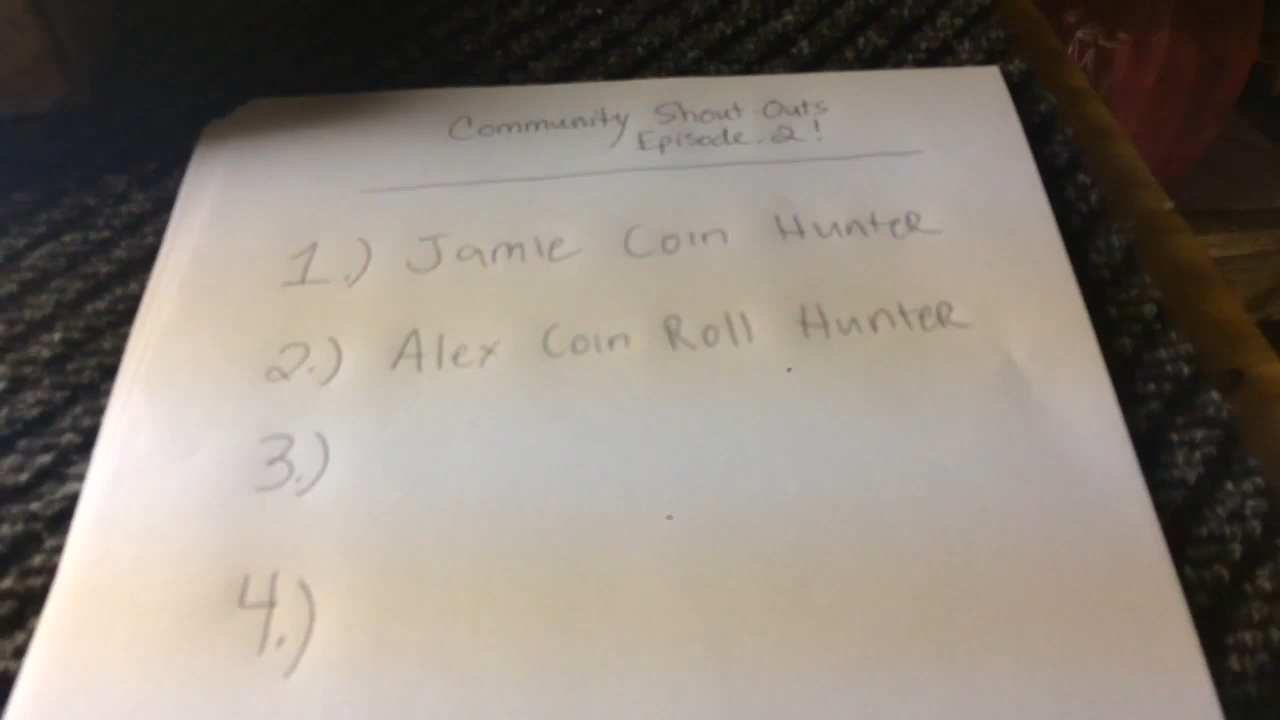 Community Shout-Outs
Episode.2!
1.) Jamie Coin Hunter
2.) Alex Coin Roll Hunter
3.)
4.)